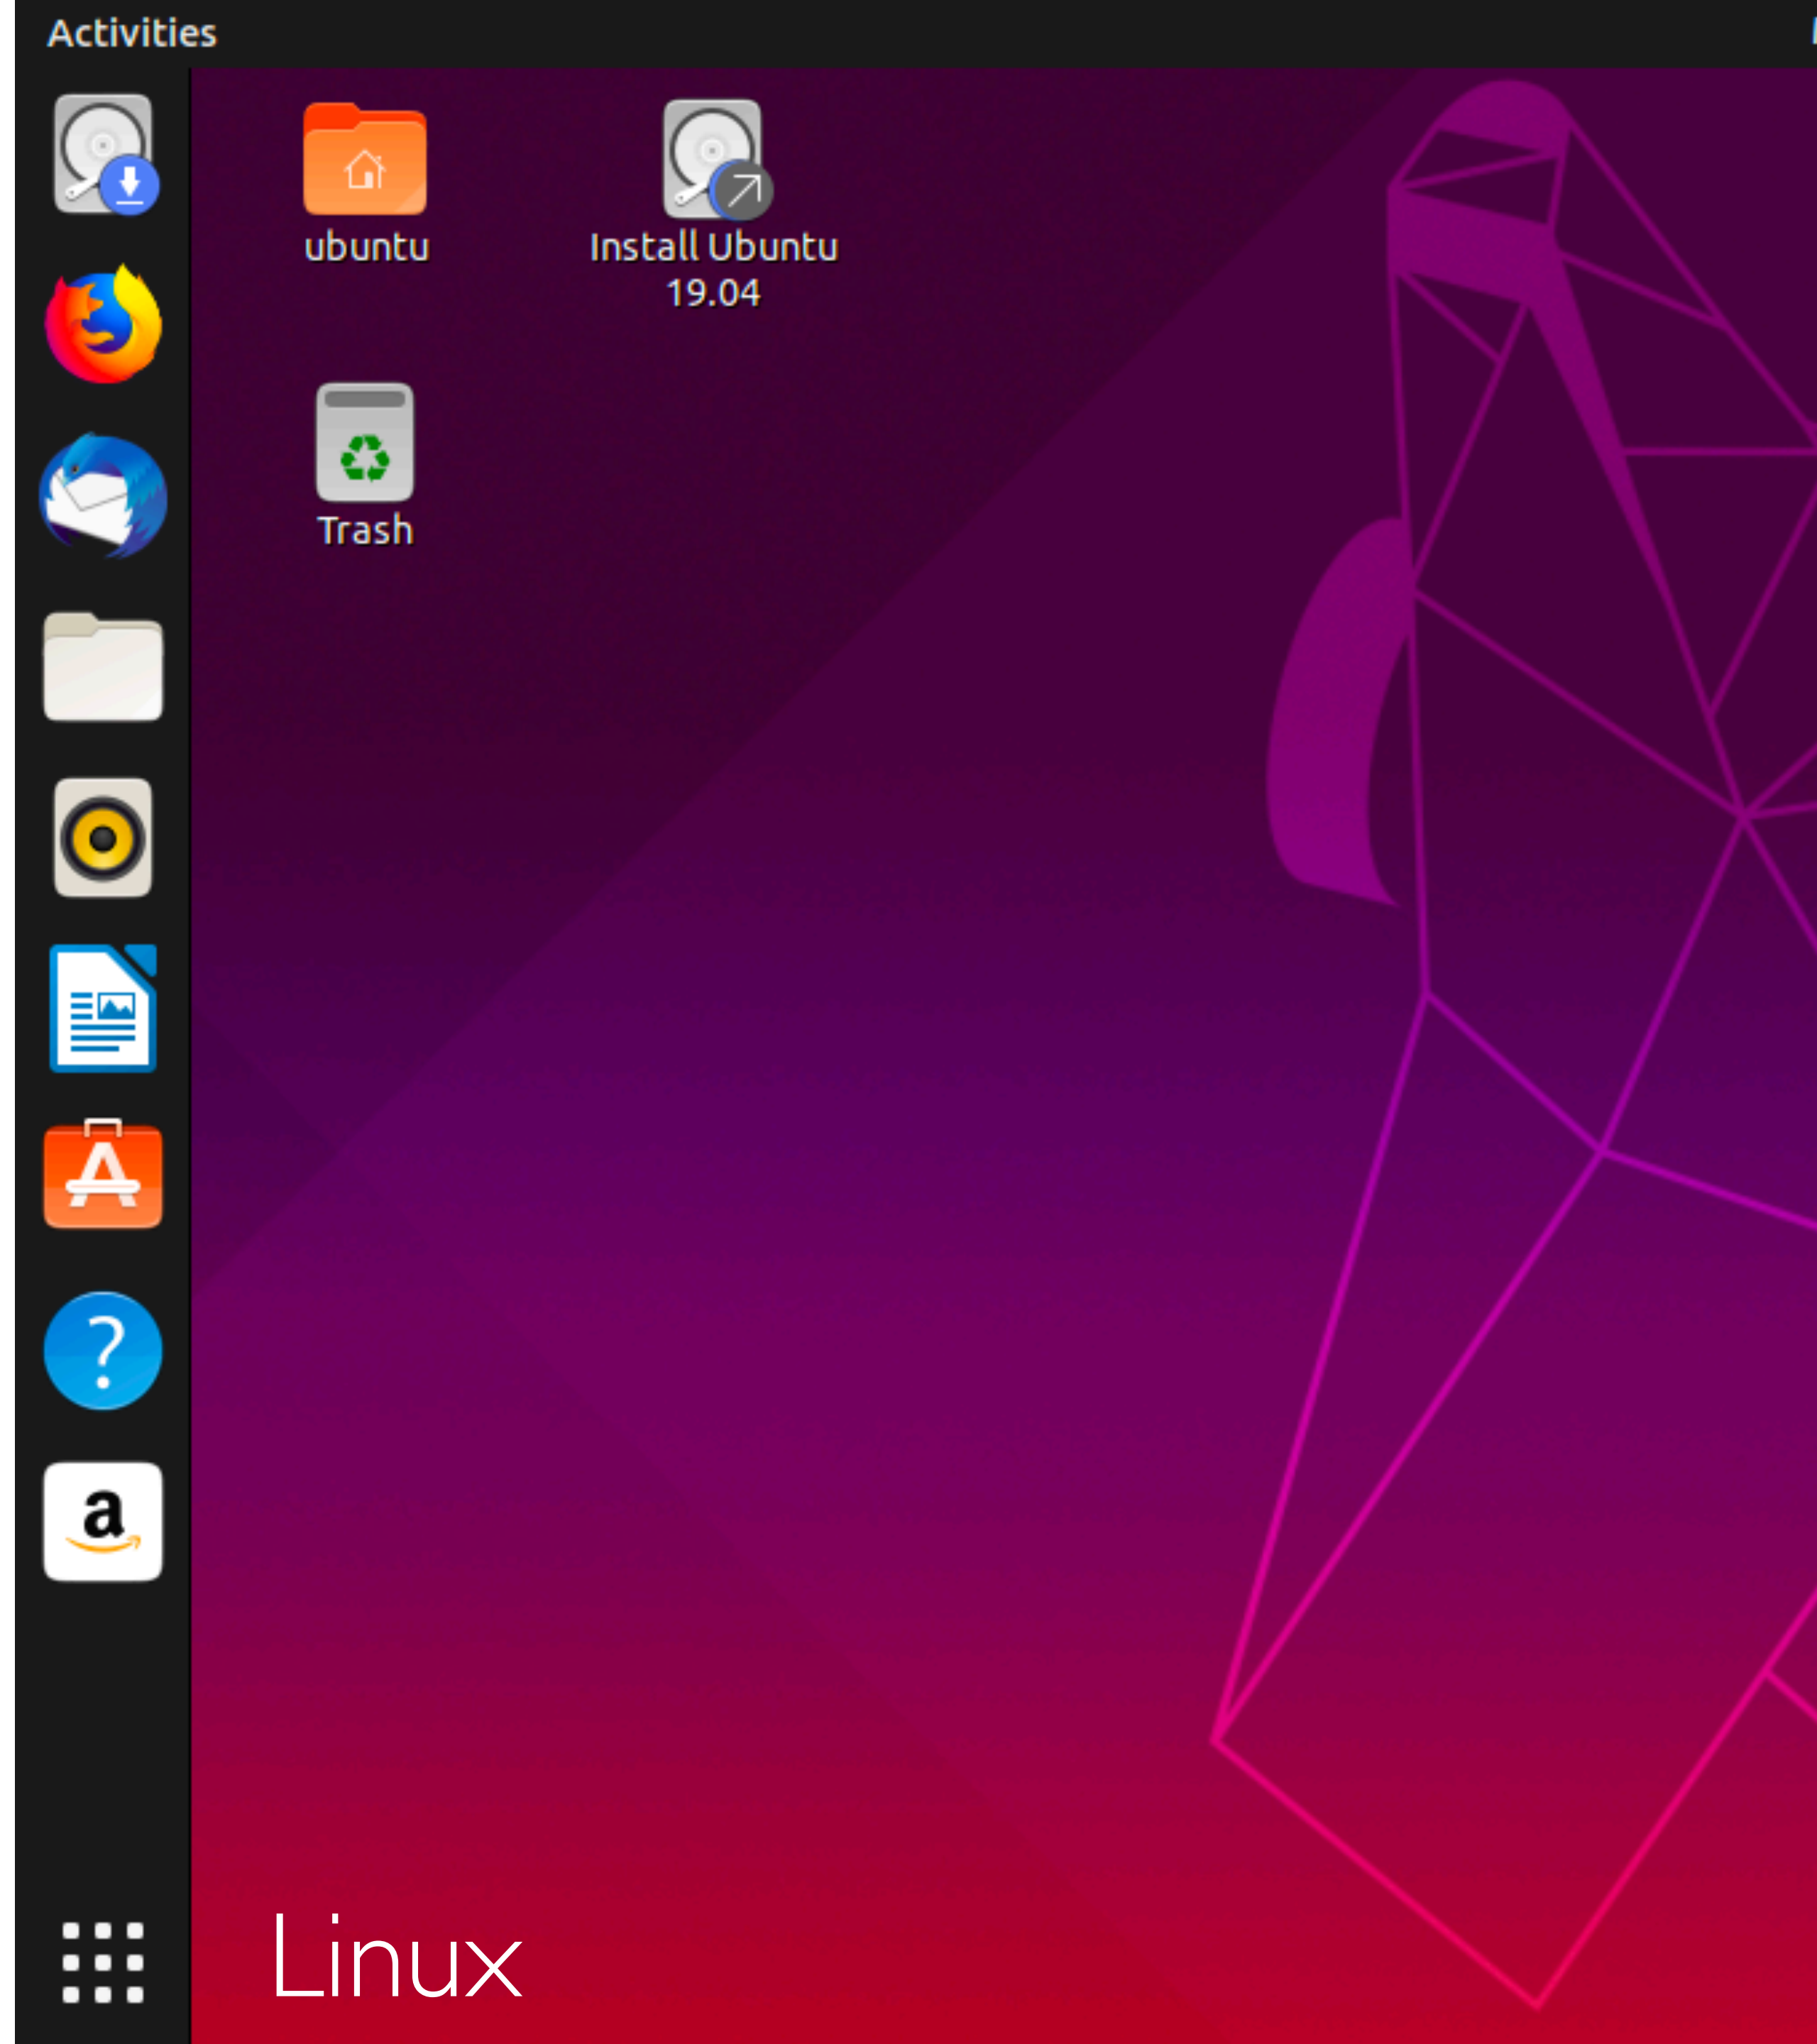 Activities
ubuntu
Install Ubuntu
19.04
Trash
A
?
a
Linux